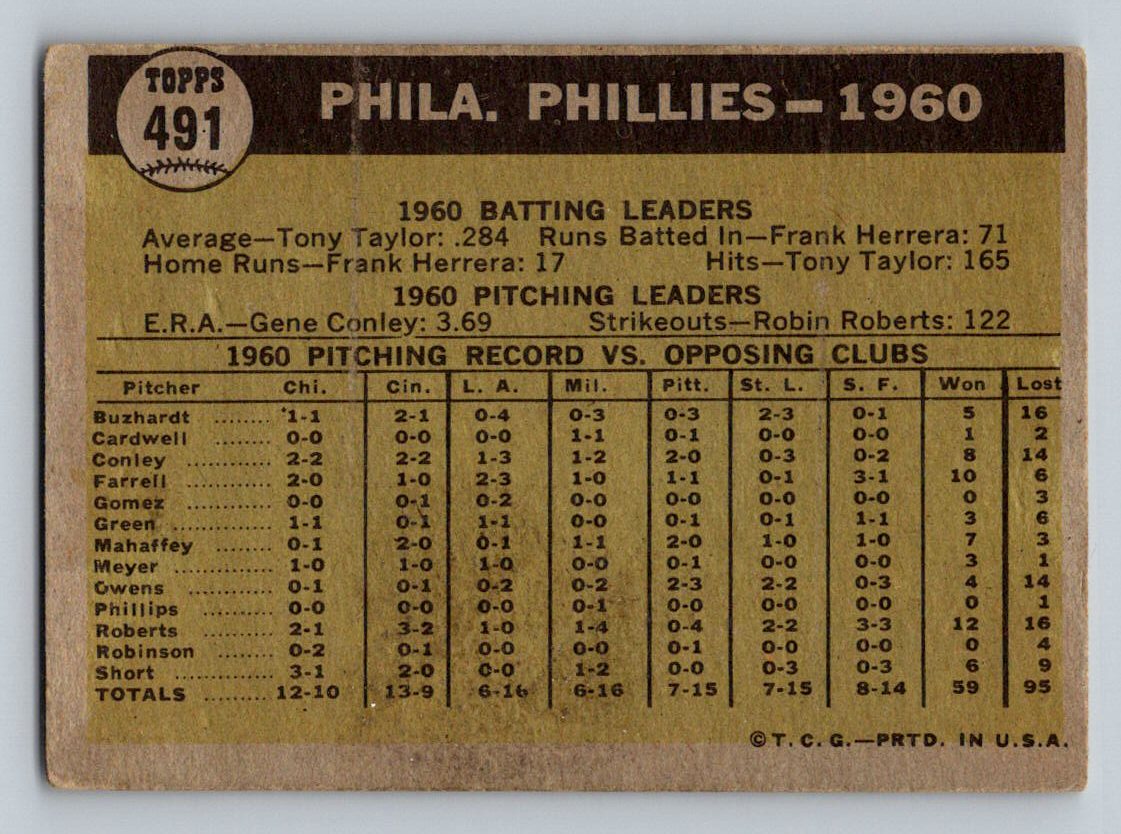 TOPPS
491
PHILA. PHILLIES—1960
1960 BATTING LEADERS
Average—Tony Taylor: .284 Runs Batted In—Frank Herrera: 71
Home Runs—Frank Herrera: 17 Hits—Tony Taylor: 165
1960 PITCHING LEADERS
E.R.A.—Gene Conley: 3.69 Strikeouts—Robin Roberts: 122
1960 PITCHING RECORD VS. OPPOSING CLUBS
Pitcher Chi. Cin. L. A. Mil. Pitt. St. L. S. F. Won Lost
Buzhardt ........ 1-1 2-1 0-4 0-3 0-3 2-3 0-1 5 16
Cardwell ........ 0-0 0-0 0-0 1-1 0-1 0-0 0-0 1 2
Conley ............ 2-2 2-2 1-3 1-2 2-0 0-3 0-2 8 14
Farrell ............ 2-0 1-0 2-3 1-0 1-1 0-1 3-1 10 6
Gomez ............ 0-0 0-1 0-2 0-0 0-0 0-0 0-0 0 3
Green .............. 1-1 0-1 1-1 0-0 0-1 0-1 1-1 3 6
Mahaffey ........ 0-1 2-0 0-1 1-1 2-0 1-0 1-0 7 3
Meyer .............. 1-0 1-0 1-0 0-0 0-1 0-0 0-0 3 1
Owens ............ 0-1 0-1 0-2 0-2 2-3 2-2 0-3 4 14
Phillips .......... 0-0 0-0 0-0 0-1 0-0 0-0 0-0 0 1
Roberts .......... 2-1 3-2 1-0 1-4 0-4 2-2 3-3 12 16
Robinson ........ 0-2 0-1 0-0 0-0 0-1 0-0 0-0 0 4
Short .............. 3-1 2-0 0-0 1-2 0-0 0-3 0-3 6 9
TOTALS .......... 12-10 13-9 6-16 6-16 7-15 7-15 8-14 59 95
©T. C. G.—PRTD. IN U.S.A.